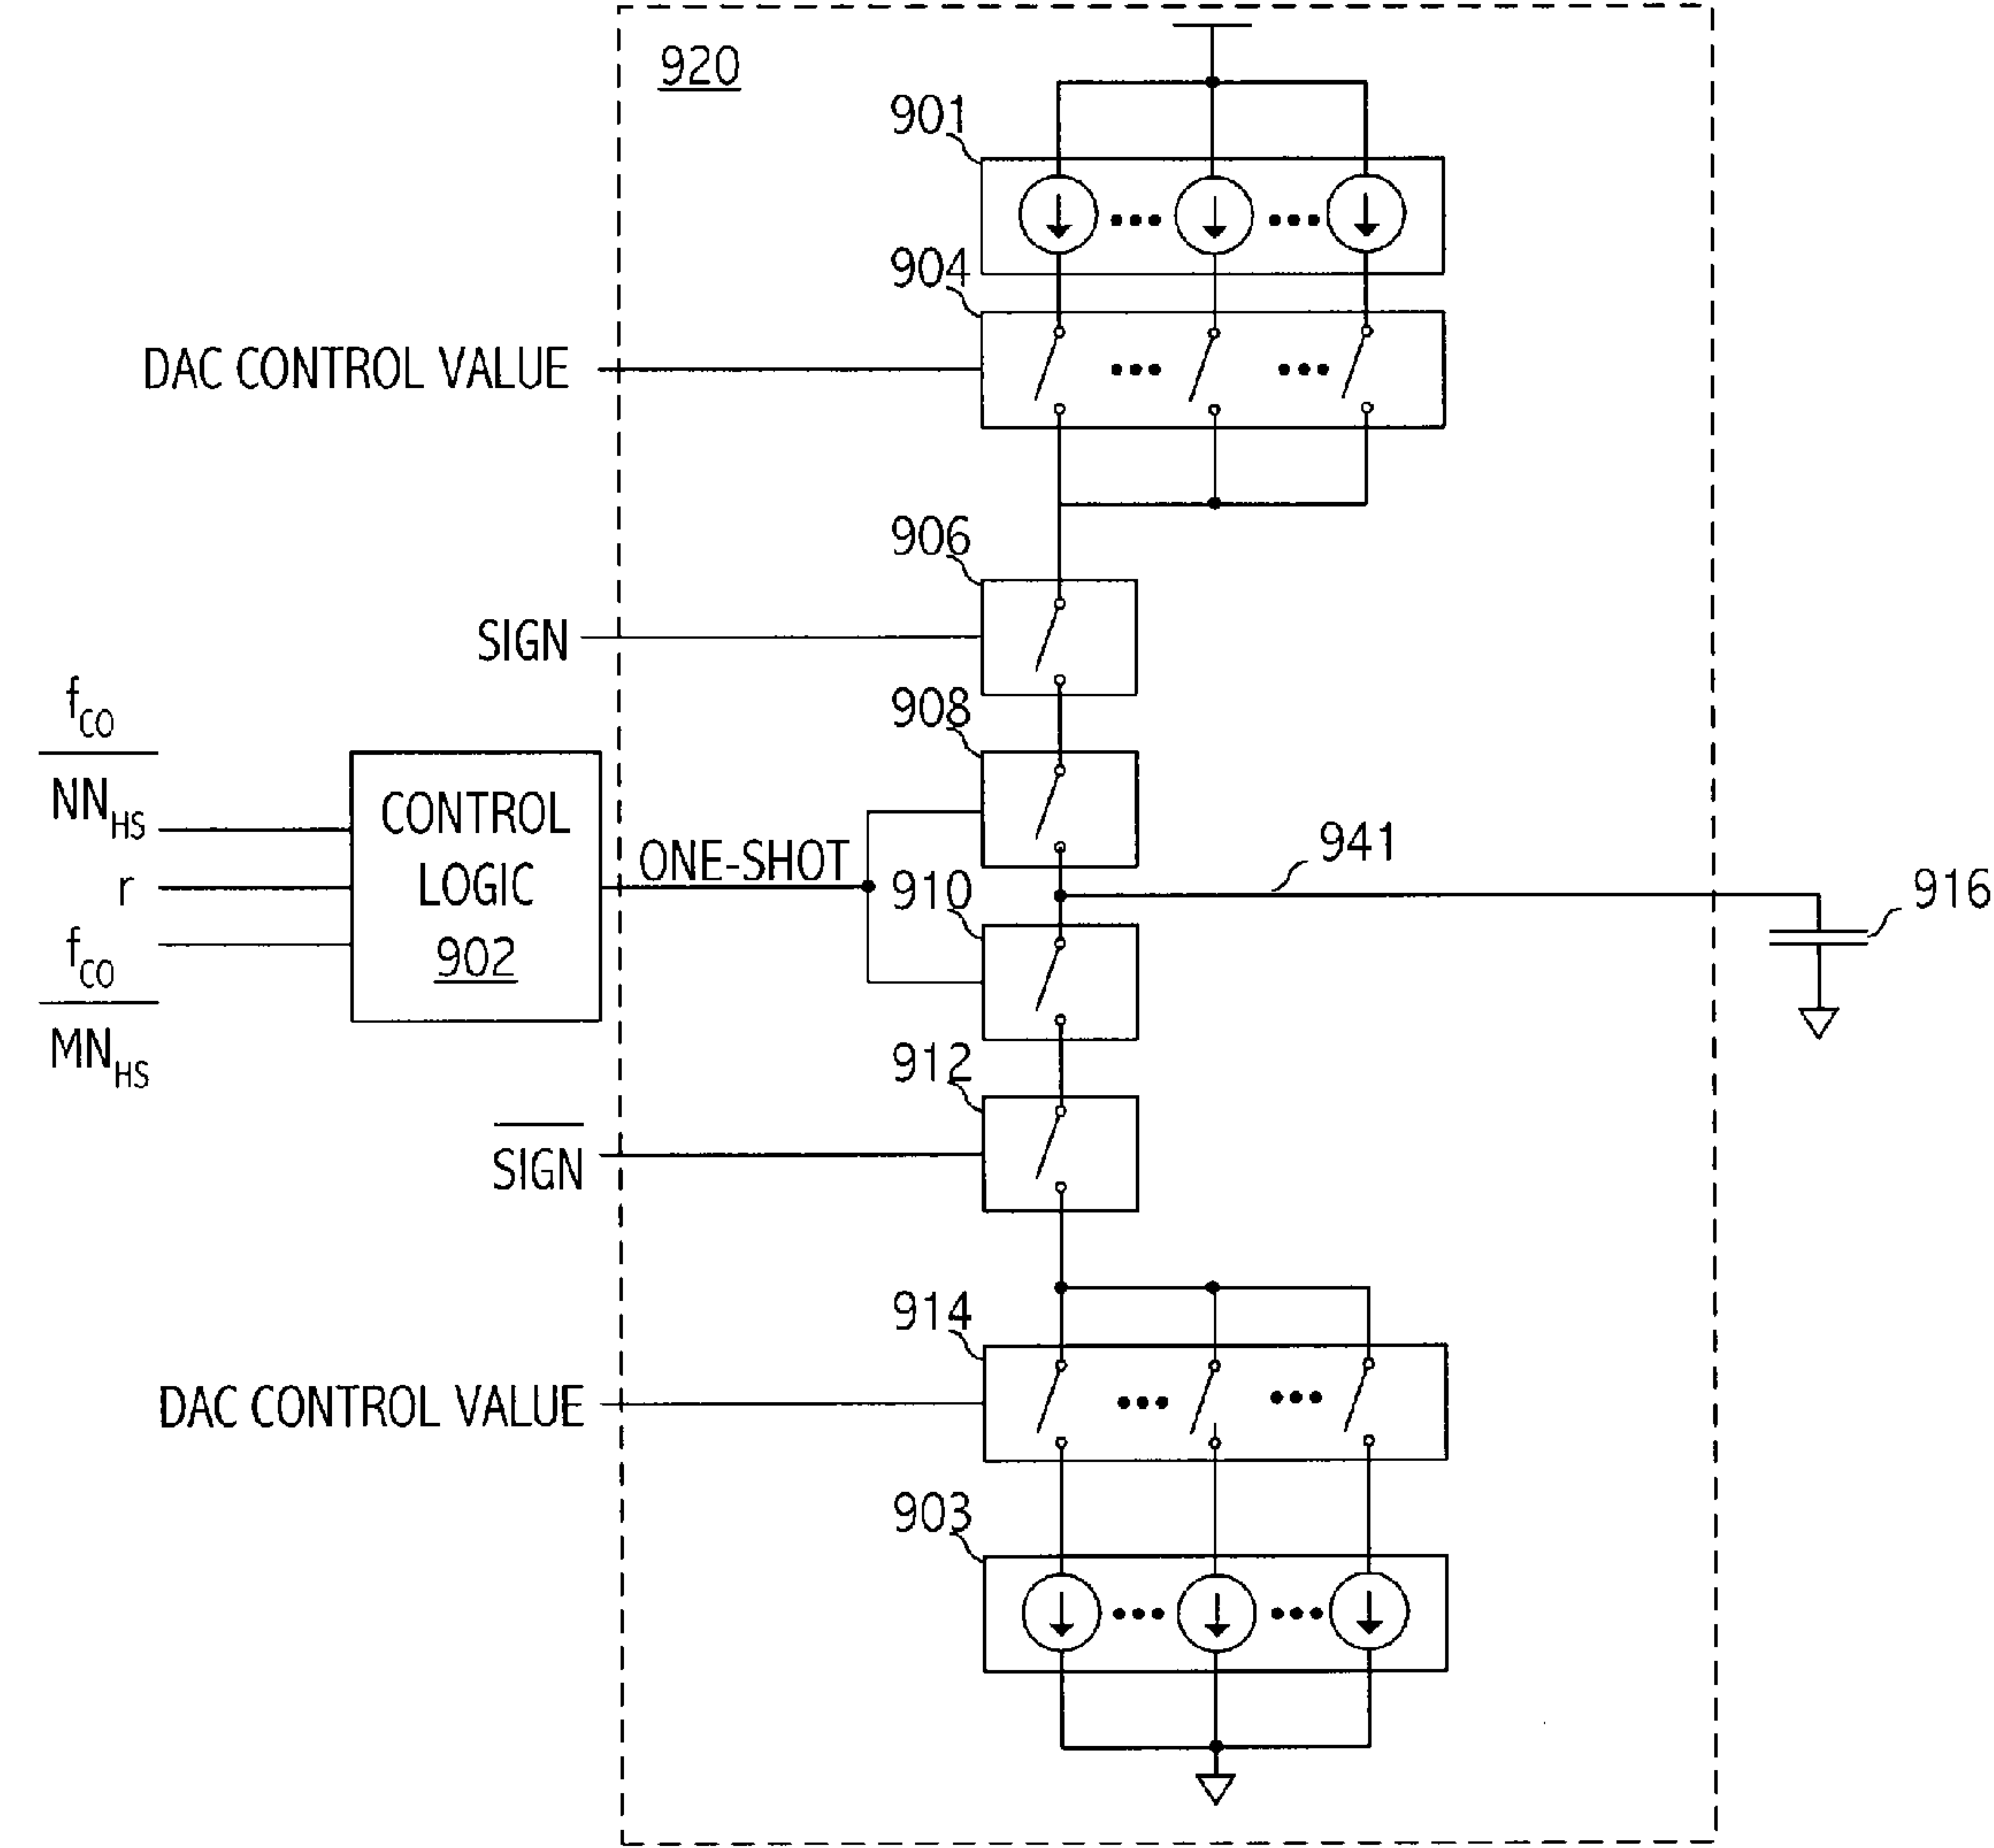 920
901
904
DAC CONTROL VALUE
906
SIGN
908
f_CO
NN_HS
r
f_CO
MN_HS
CONTROL
LOGIC
902
ONE-SHOT
910
941
916
912
S̅I̅G̅N̅
914
DAC CONTROL VALUE
903